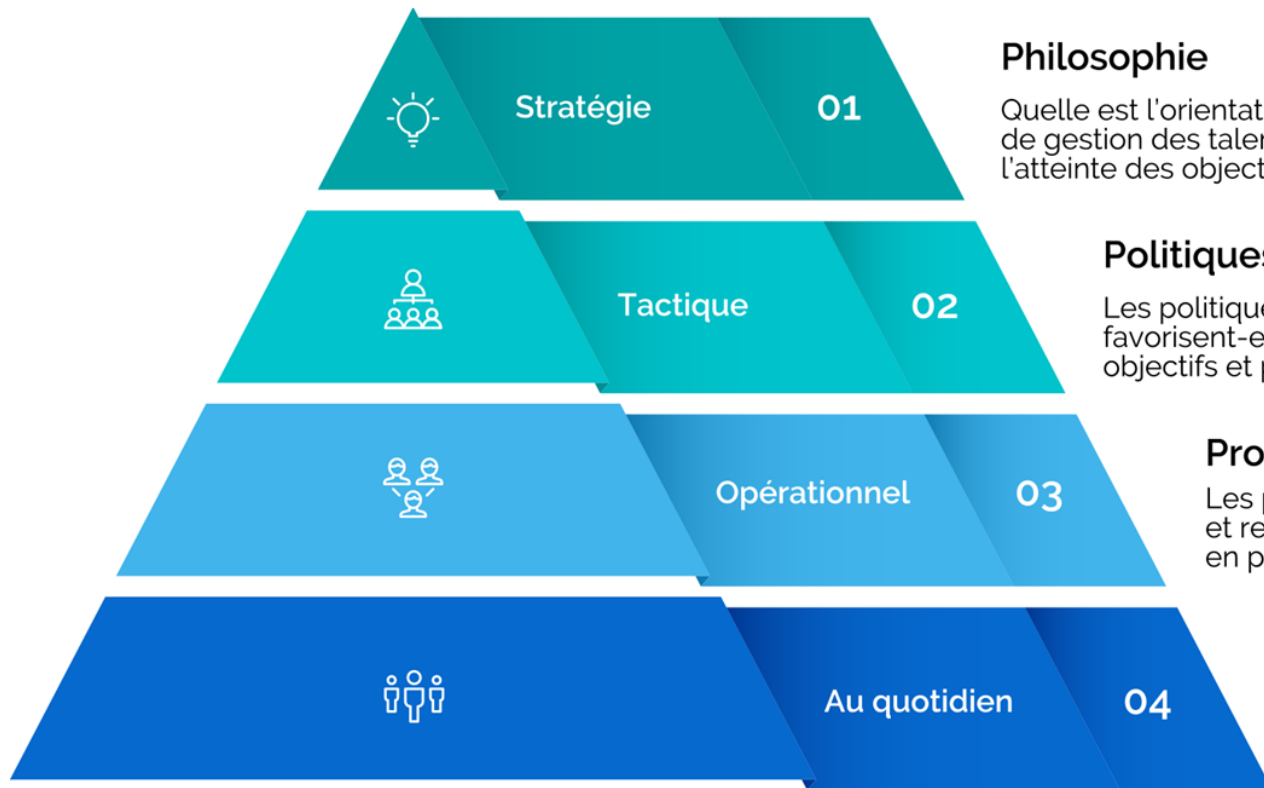 Stratégie
01
Philosophie
Quelle est l'orientat
de gestion des taler
l'atteinte des object
Tactique
02
Politiques
Les politique
favorisent-e
objectifs et p
Opérationnel
03
Pro
Les p
et re
en p
Au quotidien
04